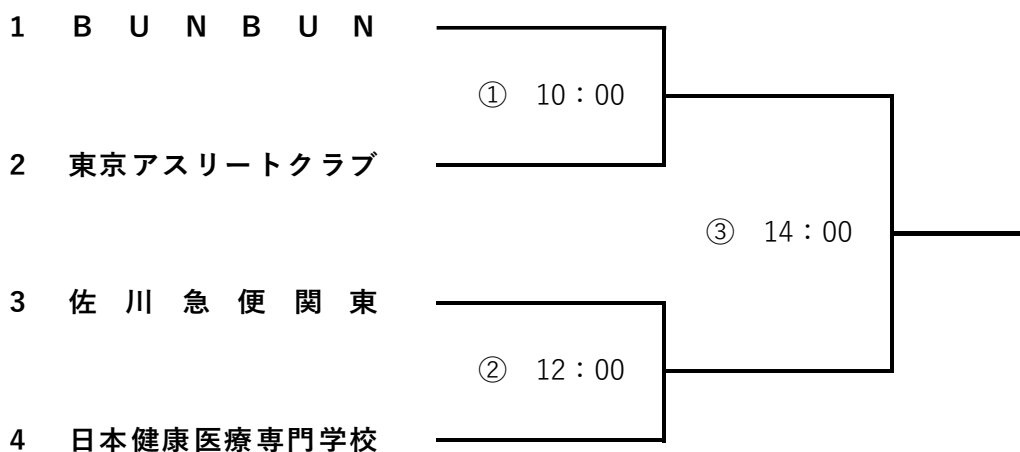 1 BUNBUN
① 10：00
2 東京アスリートクラブ
③ 14：00
3 佐川急便関東
② 12：00
4 日本健康医療専門学校